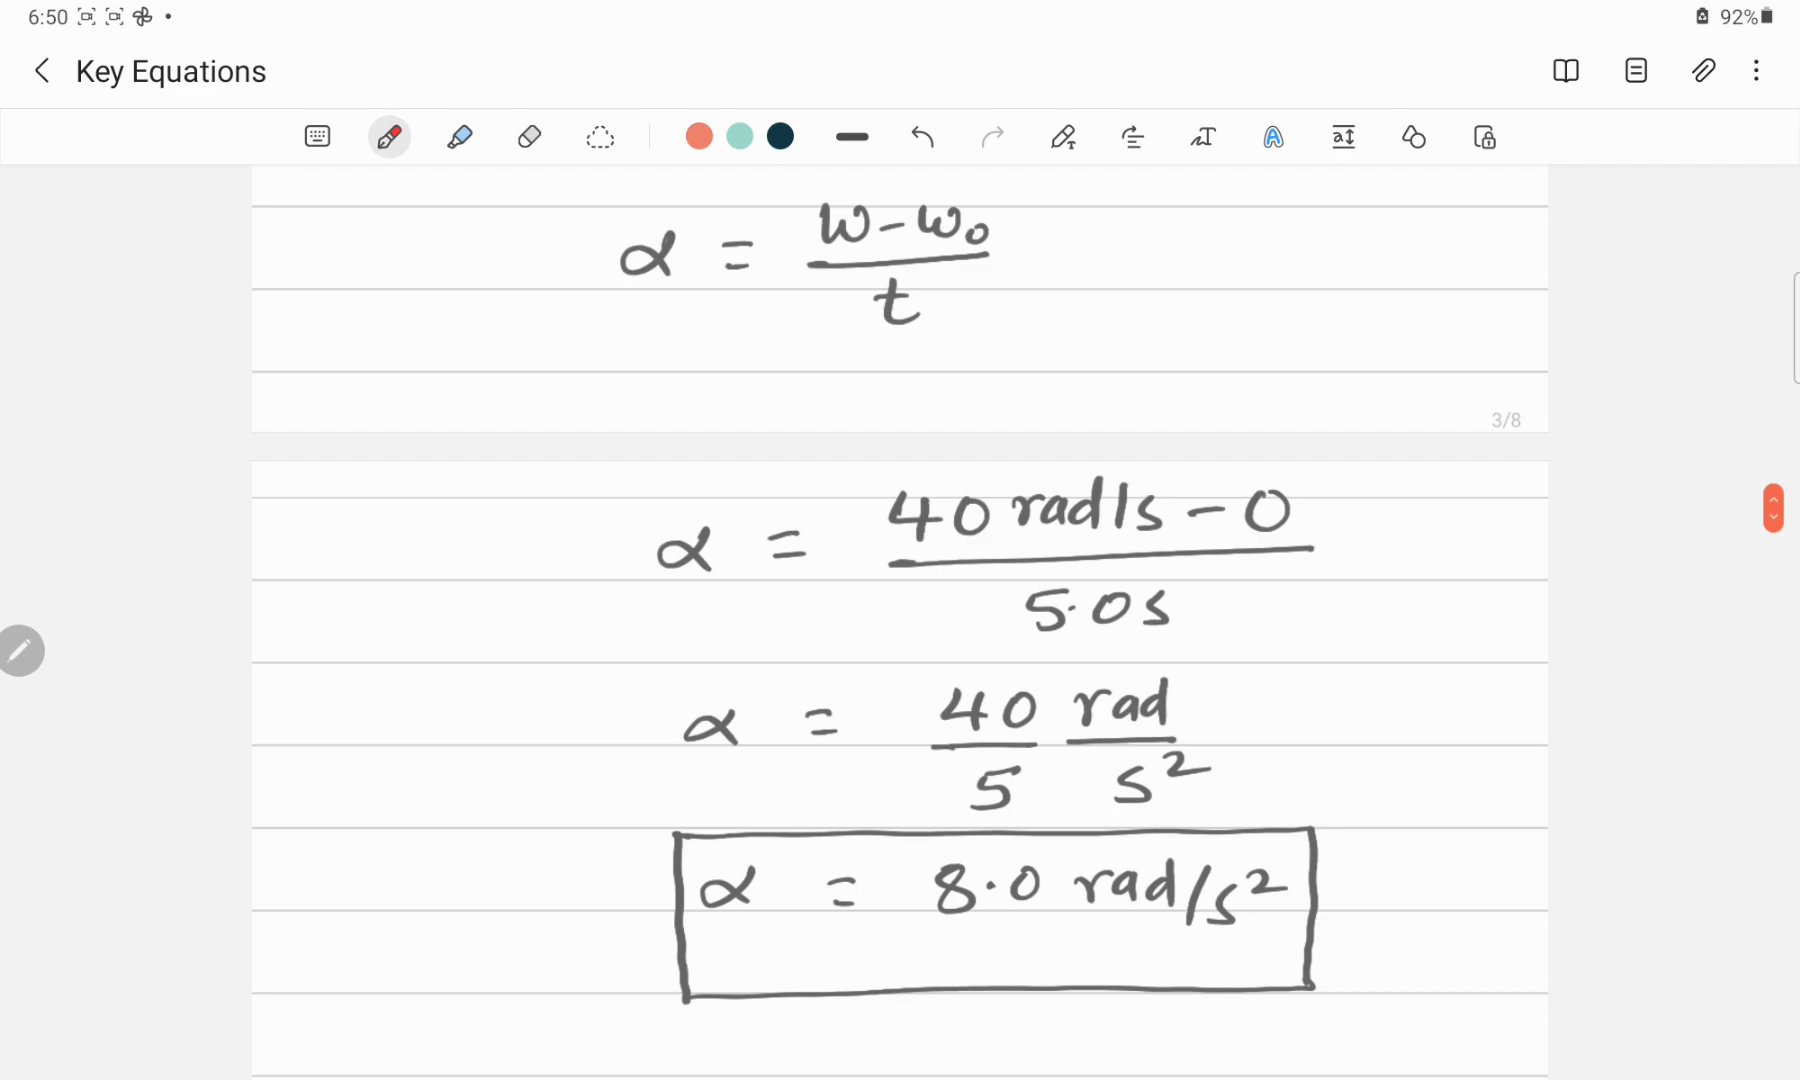 6:50
92%
Key Equations
α = ω - ω₀ / t
3/8
α = 40 rad/s - 0 / 5.0s
α = 40/5 rad/s²
α = 8.0 rad/s²